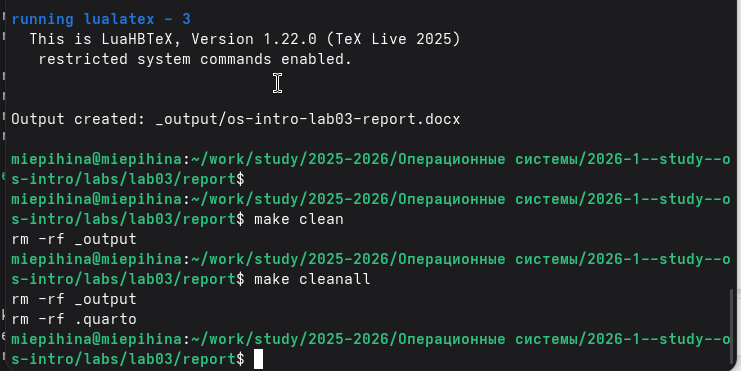 running lualatex - 3
This is LuaHBTeX, Version 1.22.0 (TeX Live 2025)
restricted system commands enabled.
Output created: _output/os-intro-lab03-report.docx
miepihina@miepihina:~/work/study/2025-2026/Операционные системы/2026-1--study--o
s-intro/labs/lab03/report$
miepihina@miepihina:~/work/study/2025-2026/Операционные системы/2026-1--study--o
s-intro/labs/lab03/report$ make clean
rm -rf _output
miepihina@miepihina:~/work/study/2025-2026/Операционные системы/2026-1--study--o
s-intro/labs/lab03/report$ make cleanall
rm -rf _output
rm -rf .quarto
miepihina@miepihina:~/work/study/2025-2026/Операционные системы/2026-1--study--o
s-intro/labs/lab03/report$